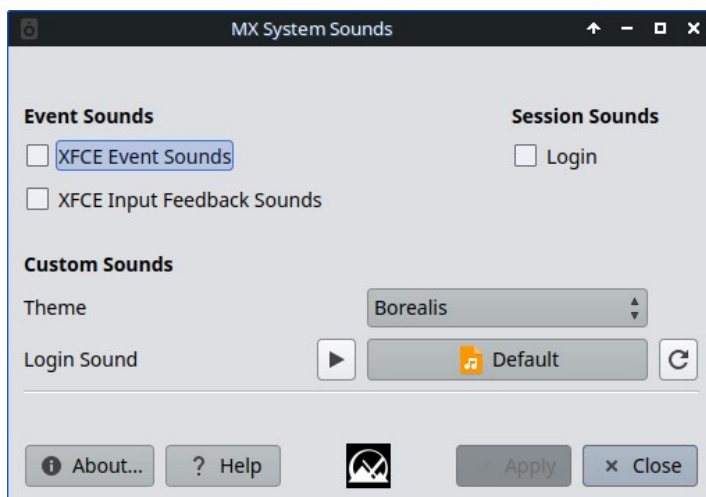 MX System Sounds
Event Sounds
Session Sounds
XFCE Event Sounds
Login
XFCE Input Feedback Sounds
Custom Sounds
Theme
Borealis
Login Sound
Default
About...
? Help
Apply
Close